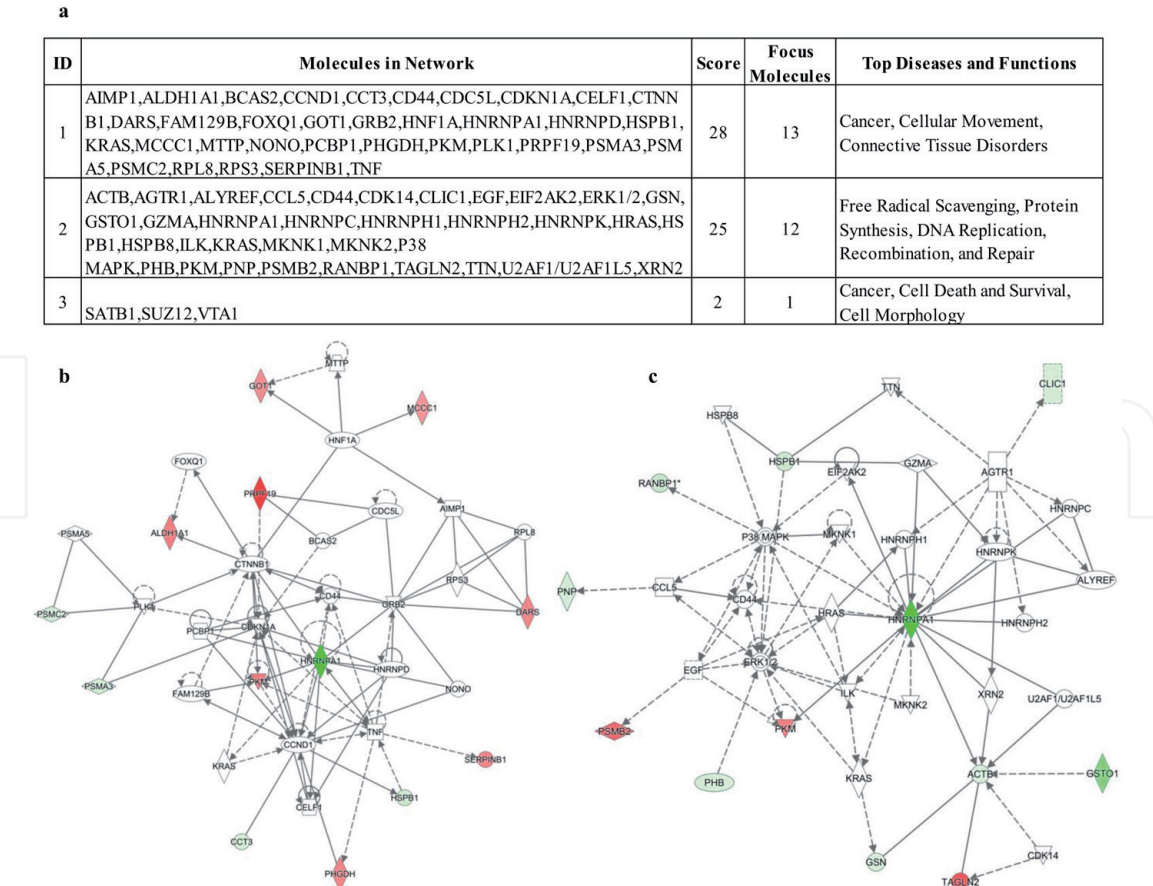 a
ID Molecules in Network Score Focus Molecules Top Diseases and Functions
1
AIMP1,ALDH1A1,BCAS2,CCND1,CCT3,CD44,CDC5L,CDKN1A,CELF1,CTNN
B1,DARS,FAM129B,FOXQ1,GOT1,GRB2,HNF1A,HNRNPA1,HNRNPD,HSPB1,
KRAS,MCCC1,MTTP,NONO,PCBP1,PHGDH,PKM,PLK1,PRPF19,PSMA3,PSM
A5,PSMC2,RPL8,RPS3,SERPINB1,TNF
28
13
Cancer, Cellular Movement,
Connective Tissue Disorders
2
ACTB,AGTR1,ALYREF,CCL5,CD44,CDK14,CLIC1,EGF,EIF2AK2,ERK1/2,GSN,
GSTO1,GZMA,HNRNPA1,HNRNPC,HNRNPH1,HNRNPH2,HNRNPK,HRAS,HS
PB1,HSPB8,ILK,KRAS,MKNK1,MKNK2,P38
MAPK,PHB,PKM,PNP,PSMB2,RANBP1,TAGLN2,TTN,U2AF1/U2AF1L5,XRN2
25
12
Free Radical Scavenging, Protein
Synthesis, DNA Replication,
Recombination, and Repair
3
SATB1,SUZ12,VTA1
2
1
Cancer, Cell Death and Survival,
Cell Morphology
b
MTTP
GOT1
MCCC1
HNF1A
FOXQ1
PRPF19
CDC5L
AIMP1
ALDH1A1
BCAS2
RPL8
PSMA5
CTNNB1
RPS3
CD44
GRB2
PLK1
PSMC2
DARS
PCBP1
CDKN1A
HNRNPA1
HNRNPD
PKM
PSMA3
FAM129B
NONO
TNF
CCND1
SERPINB1
KRAS
HSPB1
CELF1
CCT3
PHGDH
c
TTN
CLIC1
HSPB8
HSPB1
EIF2AK2
GZMA
AGTR1
RANBP1*
HNRNPC
P38 MAPK
MKNK1
HNRNPH1
HNRNPK
ALYREF
PNP
CCL5
CD44
HRAS
HNRNPA1
HNRNPH2
ERK1/2
EGF
ILK
XRN2
U2AF1/U2AF1L5
MKNK2
PSMB2
PKM
PHB
KRAS
ACTB
GSTO1
GSN
CDK14
TAGLN2